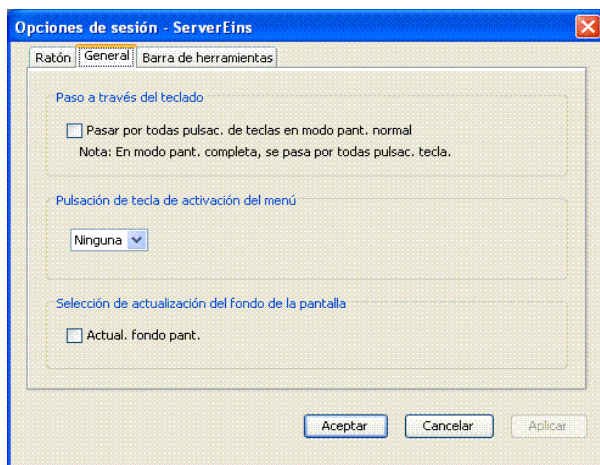 Opciones de sesión - ServerEins
Ratón General Barra de herramientas
Paso a través del teclado
Pasar por todas pulsac. de teclas en modo pant. normal
Nota: En modo pant. completa, se pasa por todas pulsac. tecla.
Pulsación de tecla de activación del menú
Ninguna
Selección de actualización del fondo de la pantalla
Actual. fondo pant.
Aceptar Cancelar Aplicar